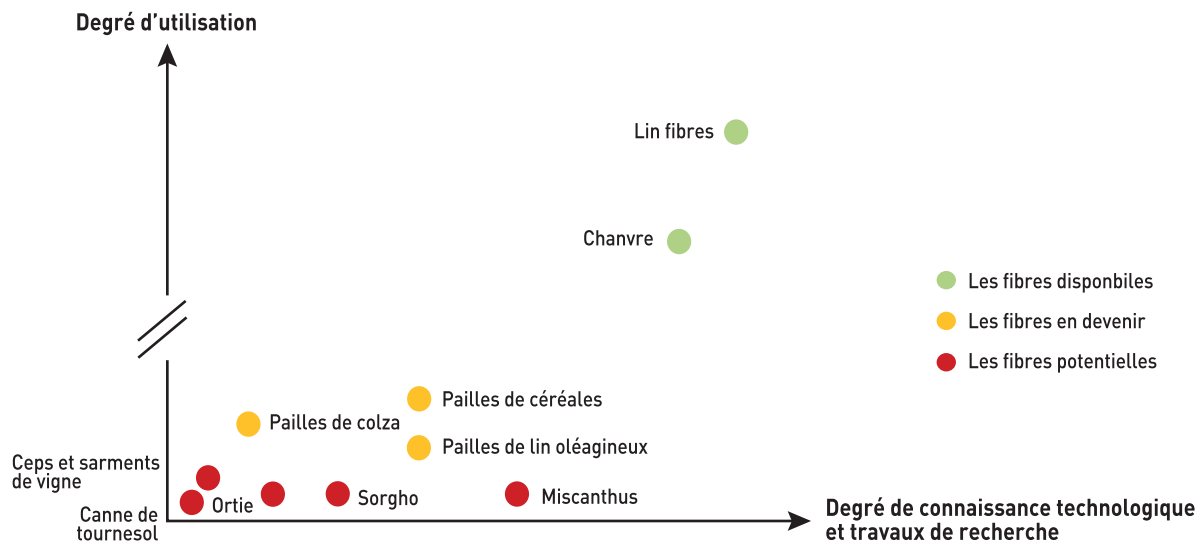 Degré d'utilisation
Lin fibres
Chanvre
Les fibres disponbiles
Les fibres en devenir
Les fibres potentielles
Pailles de céréales
Pailles de colza
Pailles de lin oléagineux
Ceps et sarments
de vigne
Ortie
Sorgho
Miscanthus
Canne de
tournesol
Degré de connaissance technologique
et travaux de recherche